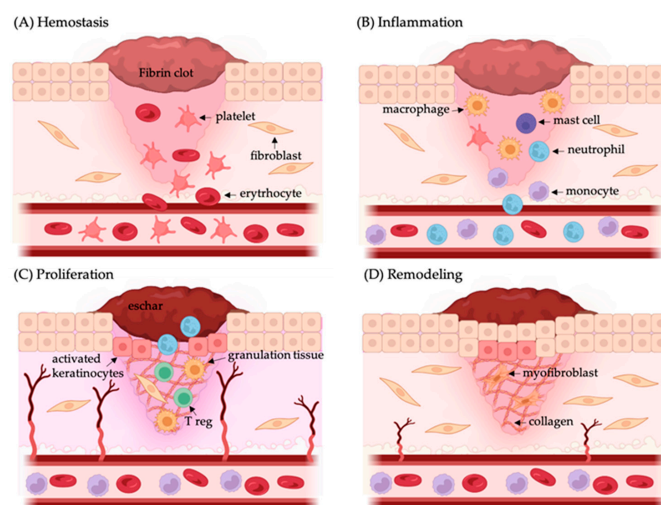 (A) Hemostasis
Fibrin clot
platelet
fibroblast
erytrhocyte
(B) Inflammation
macrophage
mast cell
neutrophil
monocyte
(C) Proliferation
eschar
activated
keratinocytes
granulation tissue
T reg
(D) Remodeling
myofibroblast
collagen